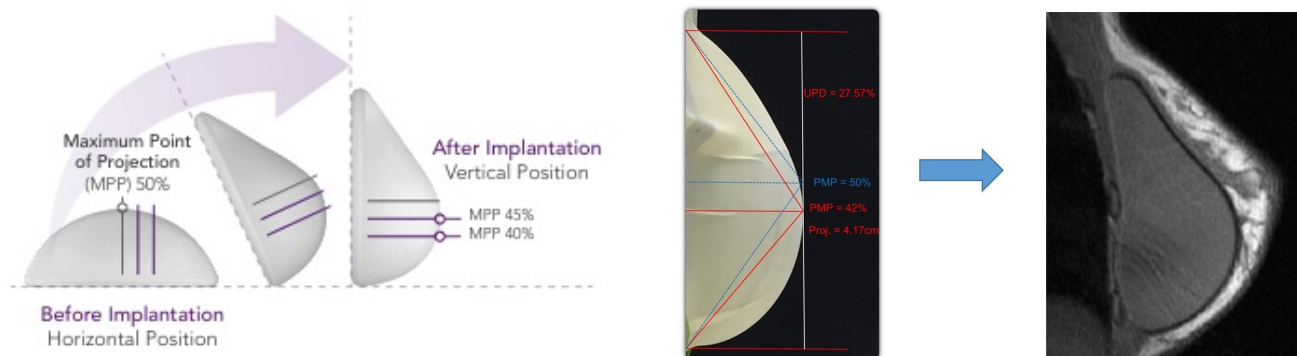 Maximum Point
of Projection
(MPP) 50%
After Implantation
Vertical Position
MPP 45%
MPP 40%
Before Implantation
Horizontal Position
UPD = 27.57%
PMP = 50%
PMP = 42%
Proj. = 4.17cm